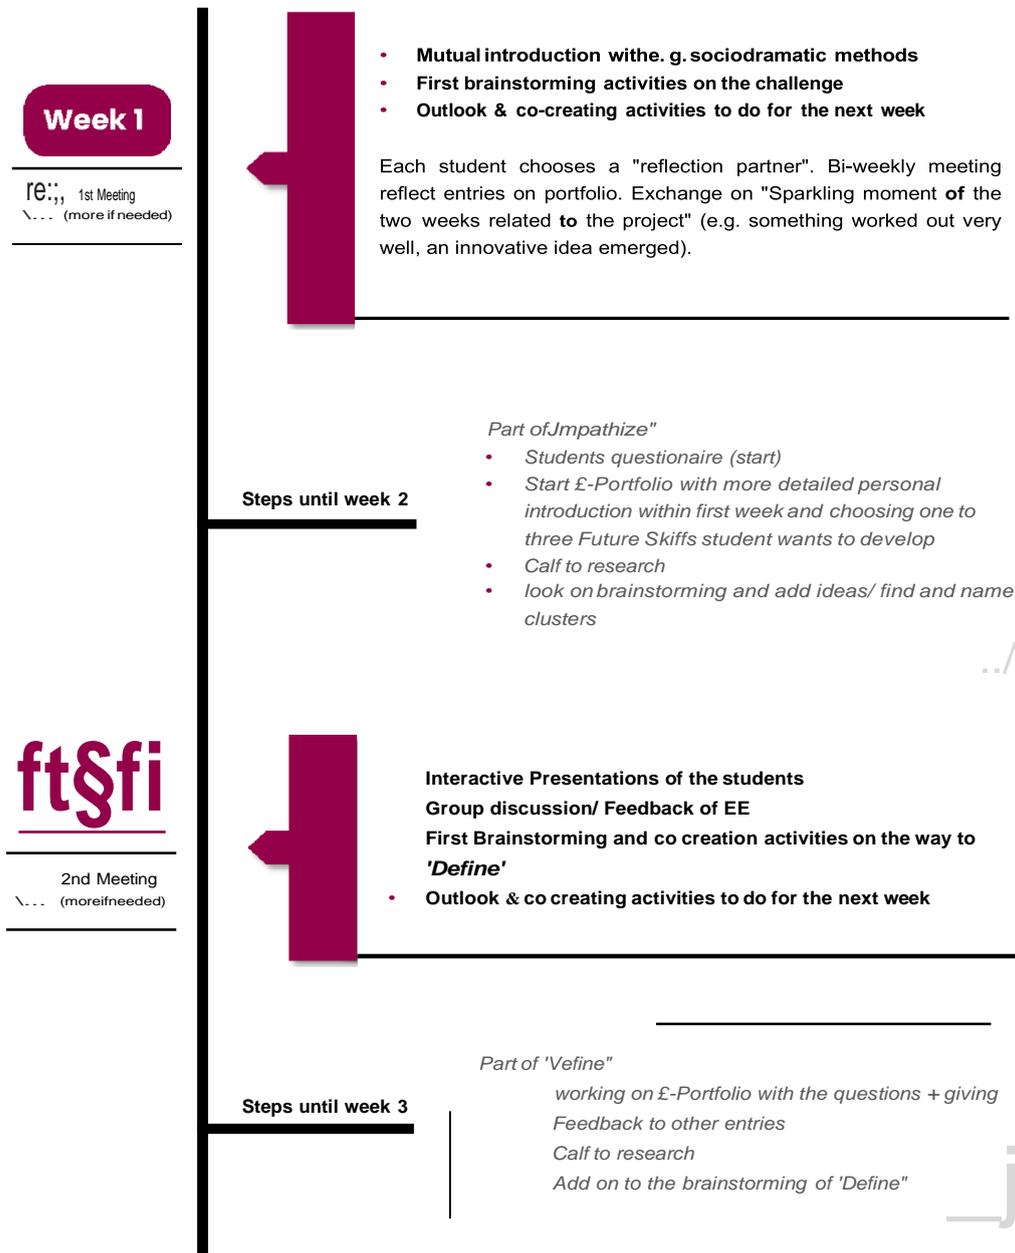 Week 1
re:;, 1st Meeting
\... (more if needed)
• Mutual introduction withe. g. sociodramatic methods
• First brainstorming activities on the challenge
• Outlook & co-creating activities to do for the next week
Each student chooses a "reflection partner". Bi-weekly meeting
reflect entries on portfolio. Exchange on "Sparkling moment of the
two weeks related to the project" (e.g. something worked out very
well, an innovative idea emerged).
Steps until week 2
Part ofJmpathize"
• Students questionaire (start)
• Start £-Portfolio with more detailed personal
introduction within first week and choosing one to
three Future Skiffs student wants to develop
• Calf to research
• look on brainstorming and add ideas/ find and name
clusters
../
ft§fi
2nd Meeting
\... (moreifneeded)
Interactive Presentations of the students
Group discussion/ Feedback of EE
First Brainstorming and co creation activities on the way to
'Define'
• Outlook & co creating activities to do for the next week
Steps until week 3
Part of 'Vefine"
working on £-Portfolio with the questions + giving
Feedback to other entries
Calf to research
Add on to the brainstorming of 'Define"
_j